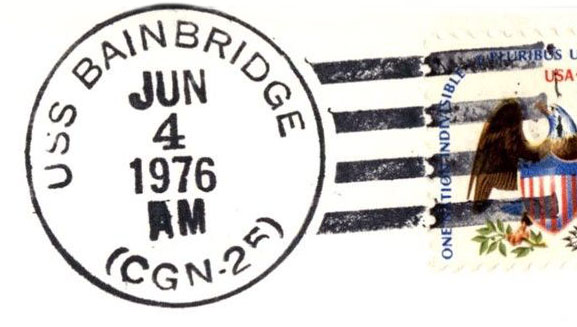 USS BAINBRIDGE
JUN
4
1976
AM
(CGN-25)
ONE NATION INDIVISIBLE
PLURIBUS U
USA